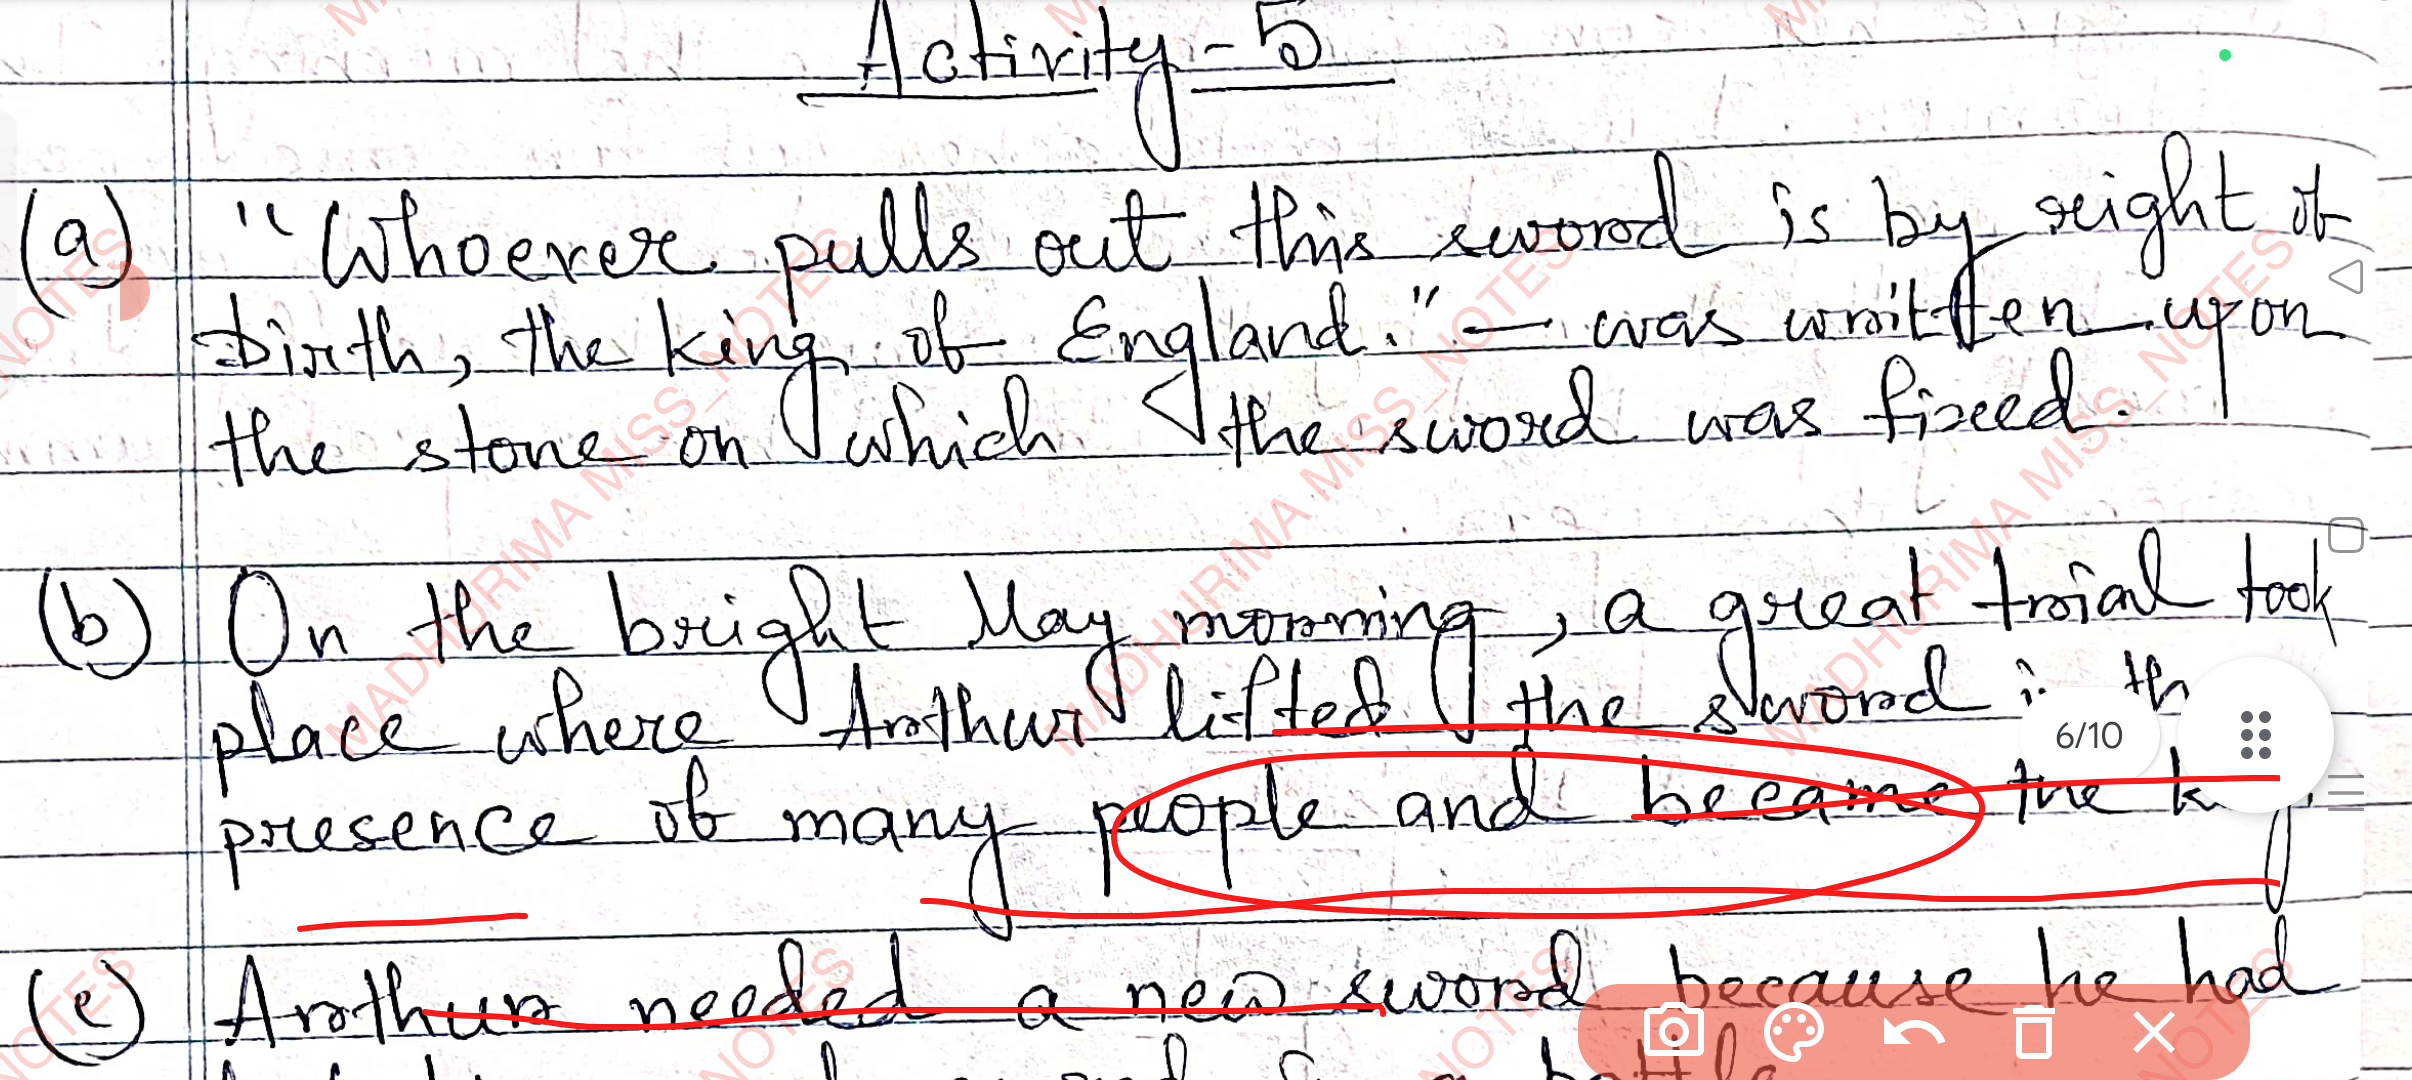 Activity-5
(a) "Whoever pulls out this sword is by right of
birth, the king of England." — was written upon
the stone on which the sword was fixed.
(b) On the bright May morning, a great trial took
place where Arthur lifted the sword
presence of many people and became the
6/10
(c) Arthur needed a new sword because he had
MADHURIMA MISS_NOTES